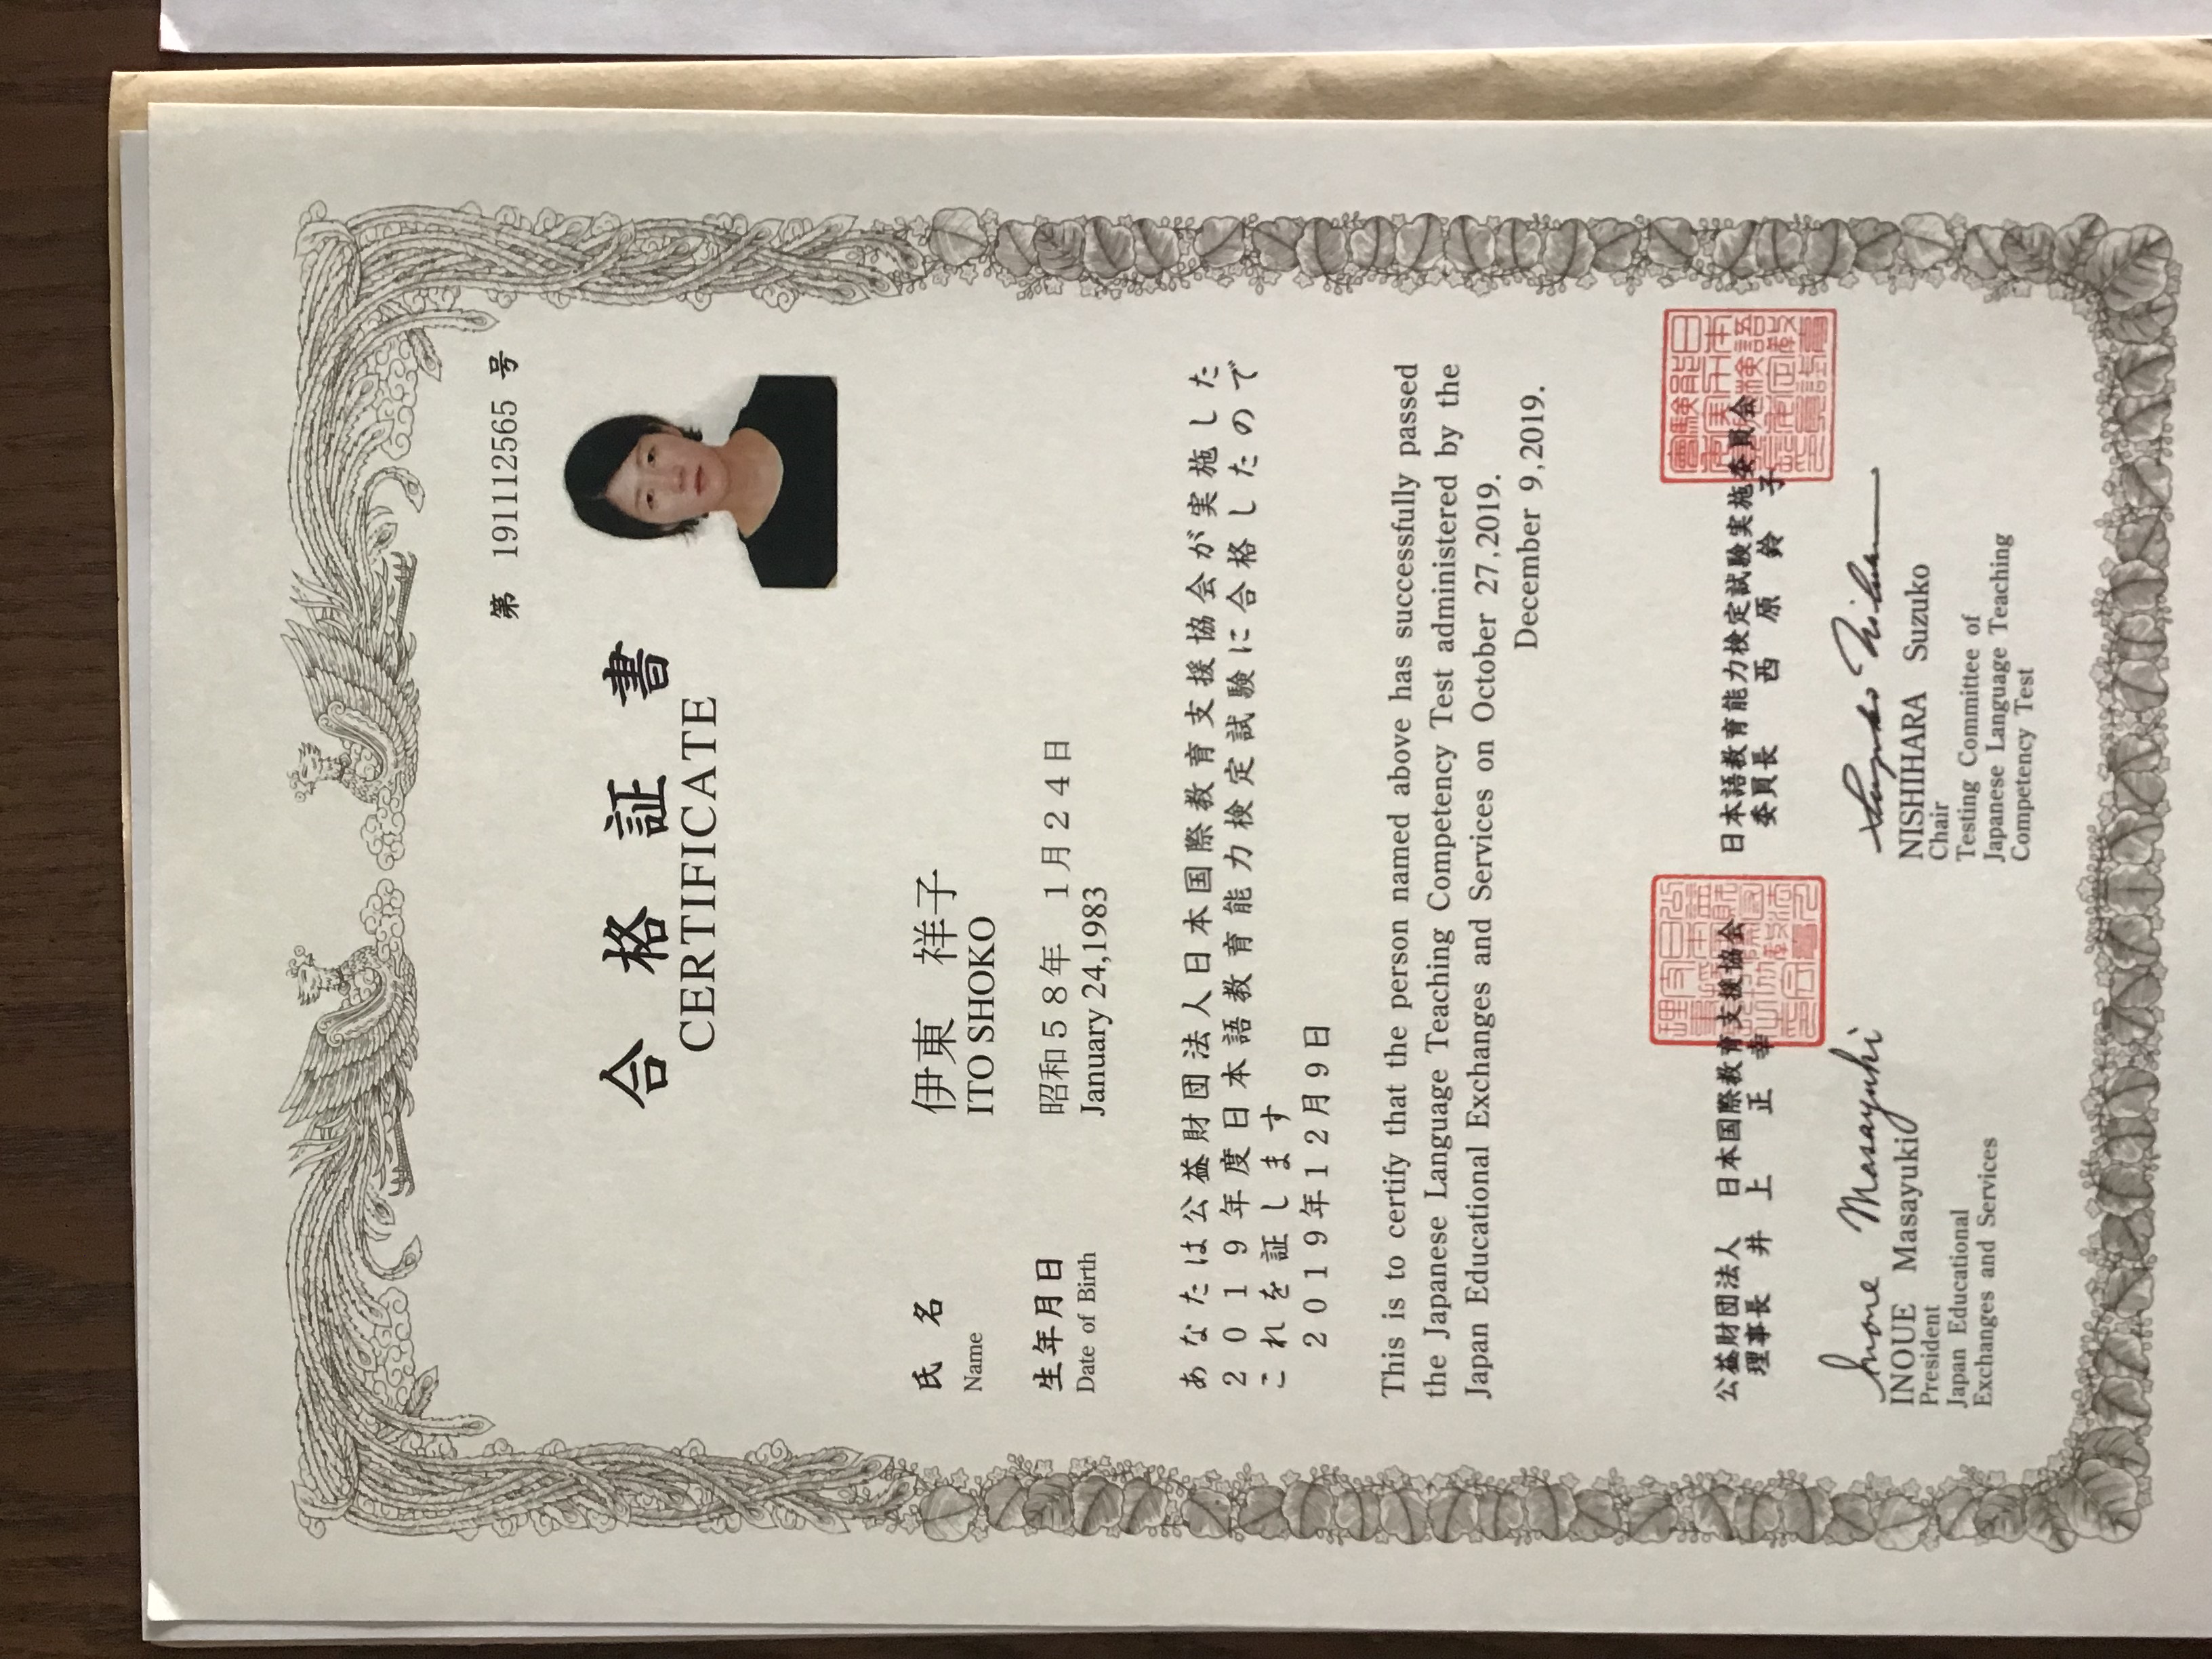 第 191112565 号
合格証書
CERTIFICATE
氏名 伊東 祥子
Name ITO SHOKO
生年月日 昭和58年 1月24日
Date of Birth January 24,1983
あなたは公益財団法人日本国際教育支援協会が実施した
2019年度日本語教育能力検定試験に合格したので
これを証します
2019年12月9日
This is to certify that the person named above has successfully passed
the Japanese Language Teaching Competency Test administered by the
Japan Educational Exchanges and Services on October 27,2019.
December 9,2019.
公益財団法人 日本国際教育支援協会
理事長 井上 正幸
Inoue Masayuki
INOUE Masayuki
President
Japan Educational
Exchanges and Services
日本語教育能力検定試験実施委員会
委員長 西原 鈴子
NISHIHARA Suzuko
Chair
Testing Committee of
Japanese Language Teaching
Competency Test